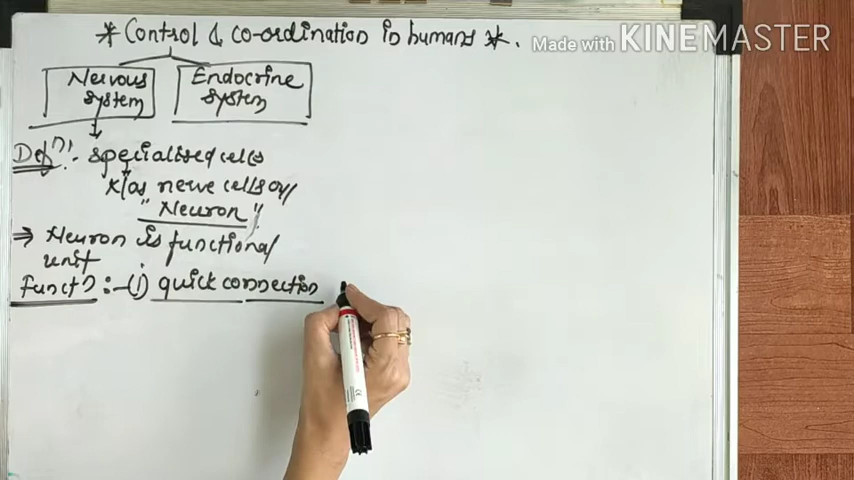 * Control & co-ordination in humans *.
Made with KINEMASTER
Nervous system
Endocrine system
Defⁿ:- specialised cells
k/as nerve cells or/
"Neuron"
⇒ Neuron is functional
unit
functⁿ :- (i) quick connection